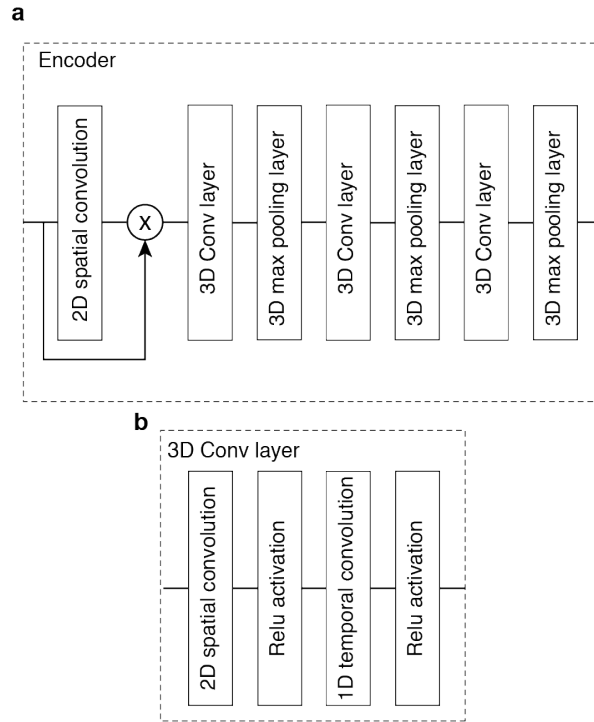 a
Encoder
2D spatial convolution
X
3D Conv layer
3D max pooling layer
3D Conv layer
3D max pooling layer
3D Conv layer
3D max pooling layer
b
3D Conv layer
2D spatial convolution
Relu activation
1D temporal convolution
Relu activation